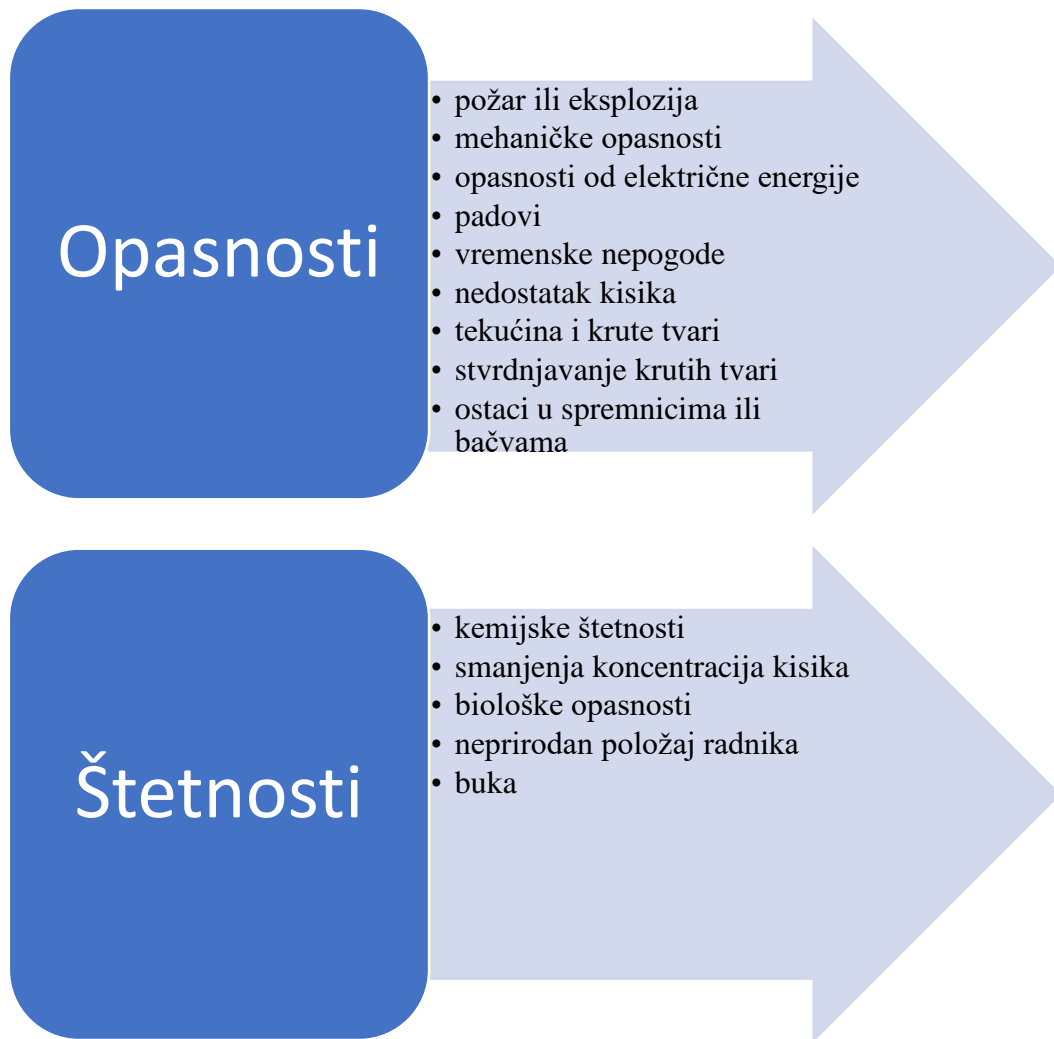 Opasnosti
• požar ili eksplozija
• mehaničke opasnosti
• opasnosti od električne energije
• padovi
• vremenske nepogode
• nedostatak kisika
• tekućina i krute tvari
• stvrdnjavanje krutih tvari
• ostaci u spremnicima ili
bačvama
Štetnosti
• kemijske štetnosti
• smanjenja koncentracija kisika
• biološke opasnosti
• neprirodan položaj radnika
• buka